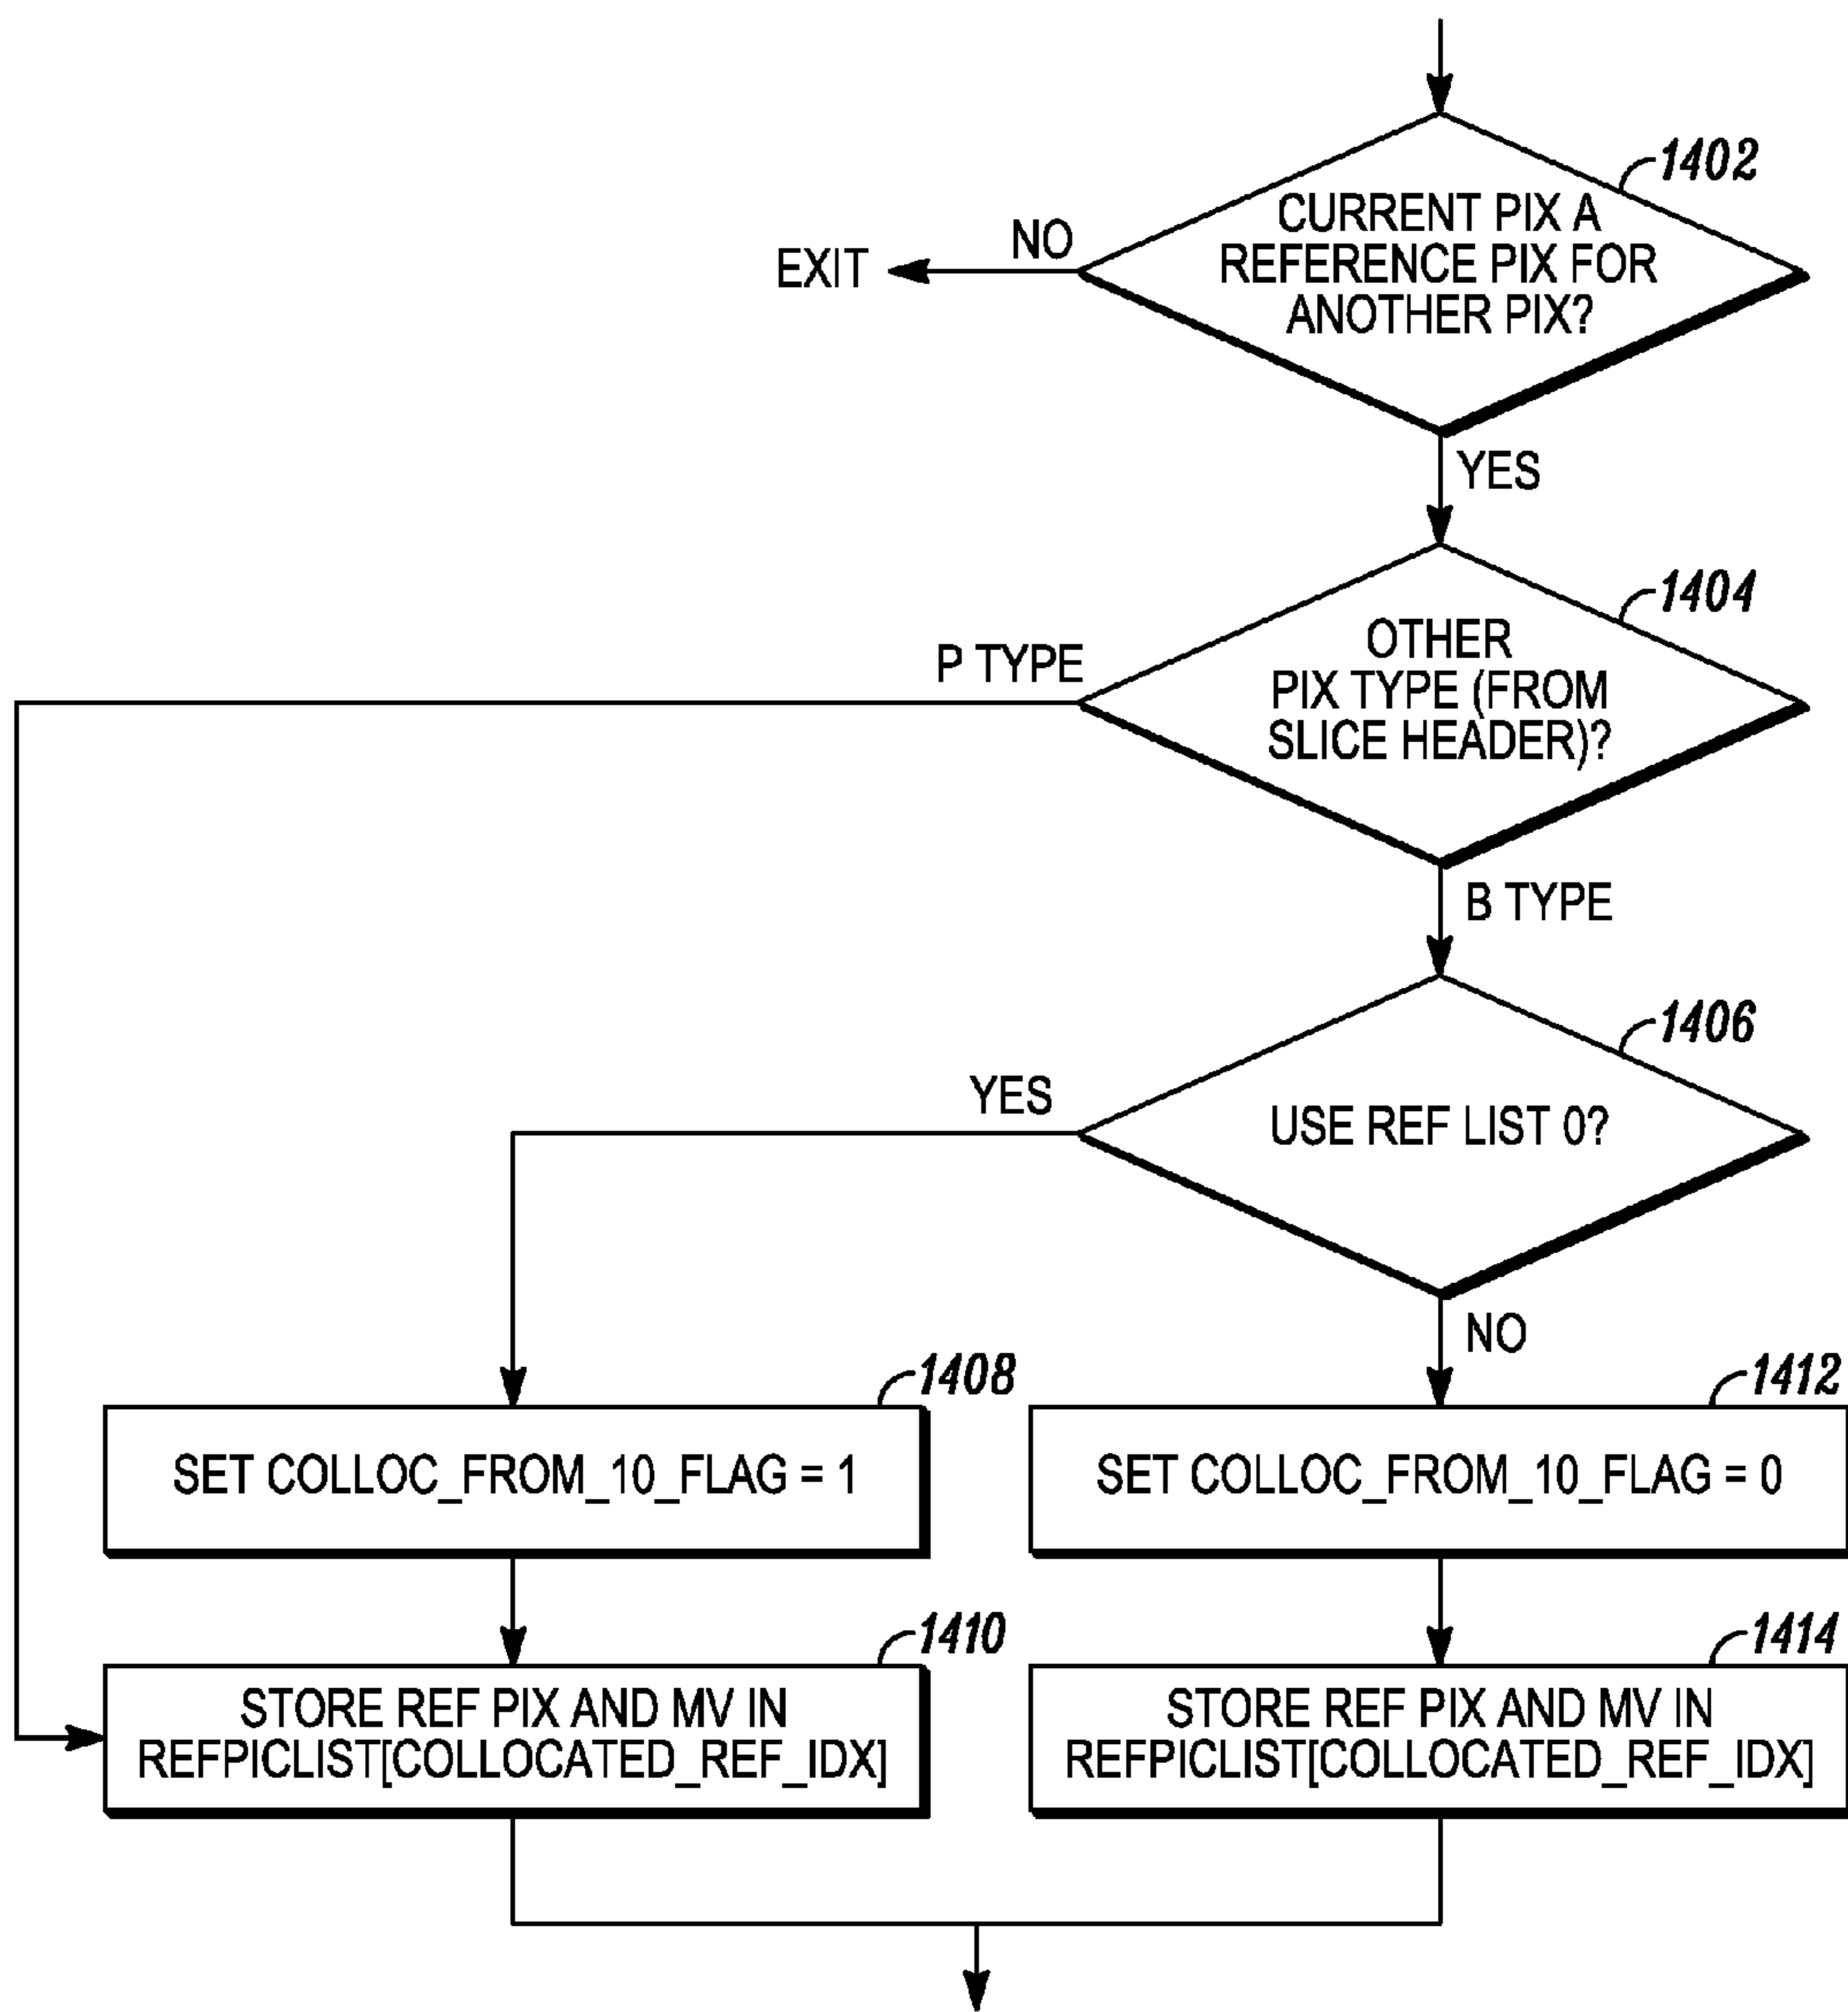 1402
CURRENT PIX A
REFERENCE PIX FOR
ANOTHER PIX?
NO
EXIT
YES
1404
OTHER
PIX TYPE (FROM
SLICE HEADER)?
P TYPE
B TYPE
1406
USE REF LIST 0?
YES
NO
1408
SET COLLOC_FROM_10_FLAG = 1
1412
SET COLLOC_FROM_10_FLAG = 0
1410
STORE REF PIX AND MV IN
REFPICLIST[COLLOCATED_REF_IDX]
1414
STORE REF PIX AND MV IN
REFPICLIST[COLLOCATED_REF_IDX]